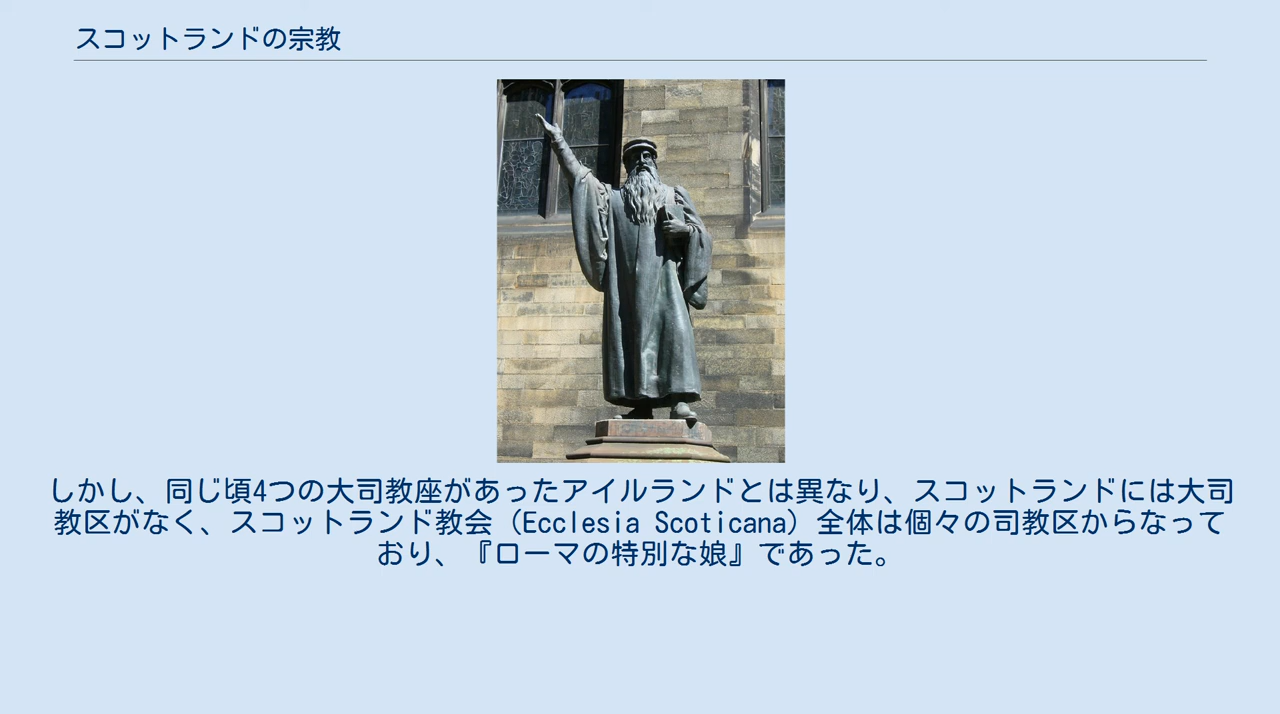 スコットランドの宗教
しかし、同じ頃4つの大司教座があったアイルランドとは異なり、スコットランドには大司
教区がなく、スコットランド教会（Ecclesia Scoticana）全体は個々の司教区からなって
おり、『ローマの特別な娘』であった。